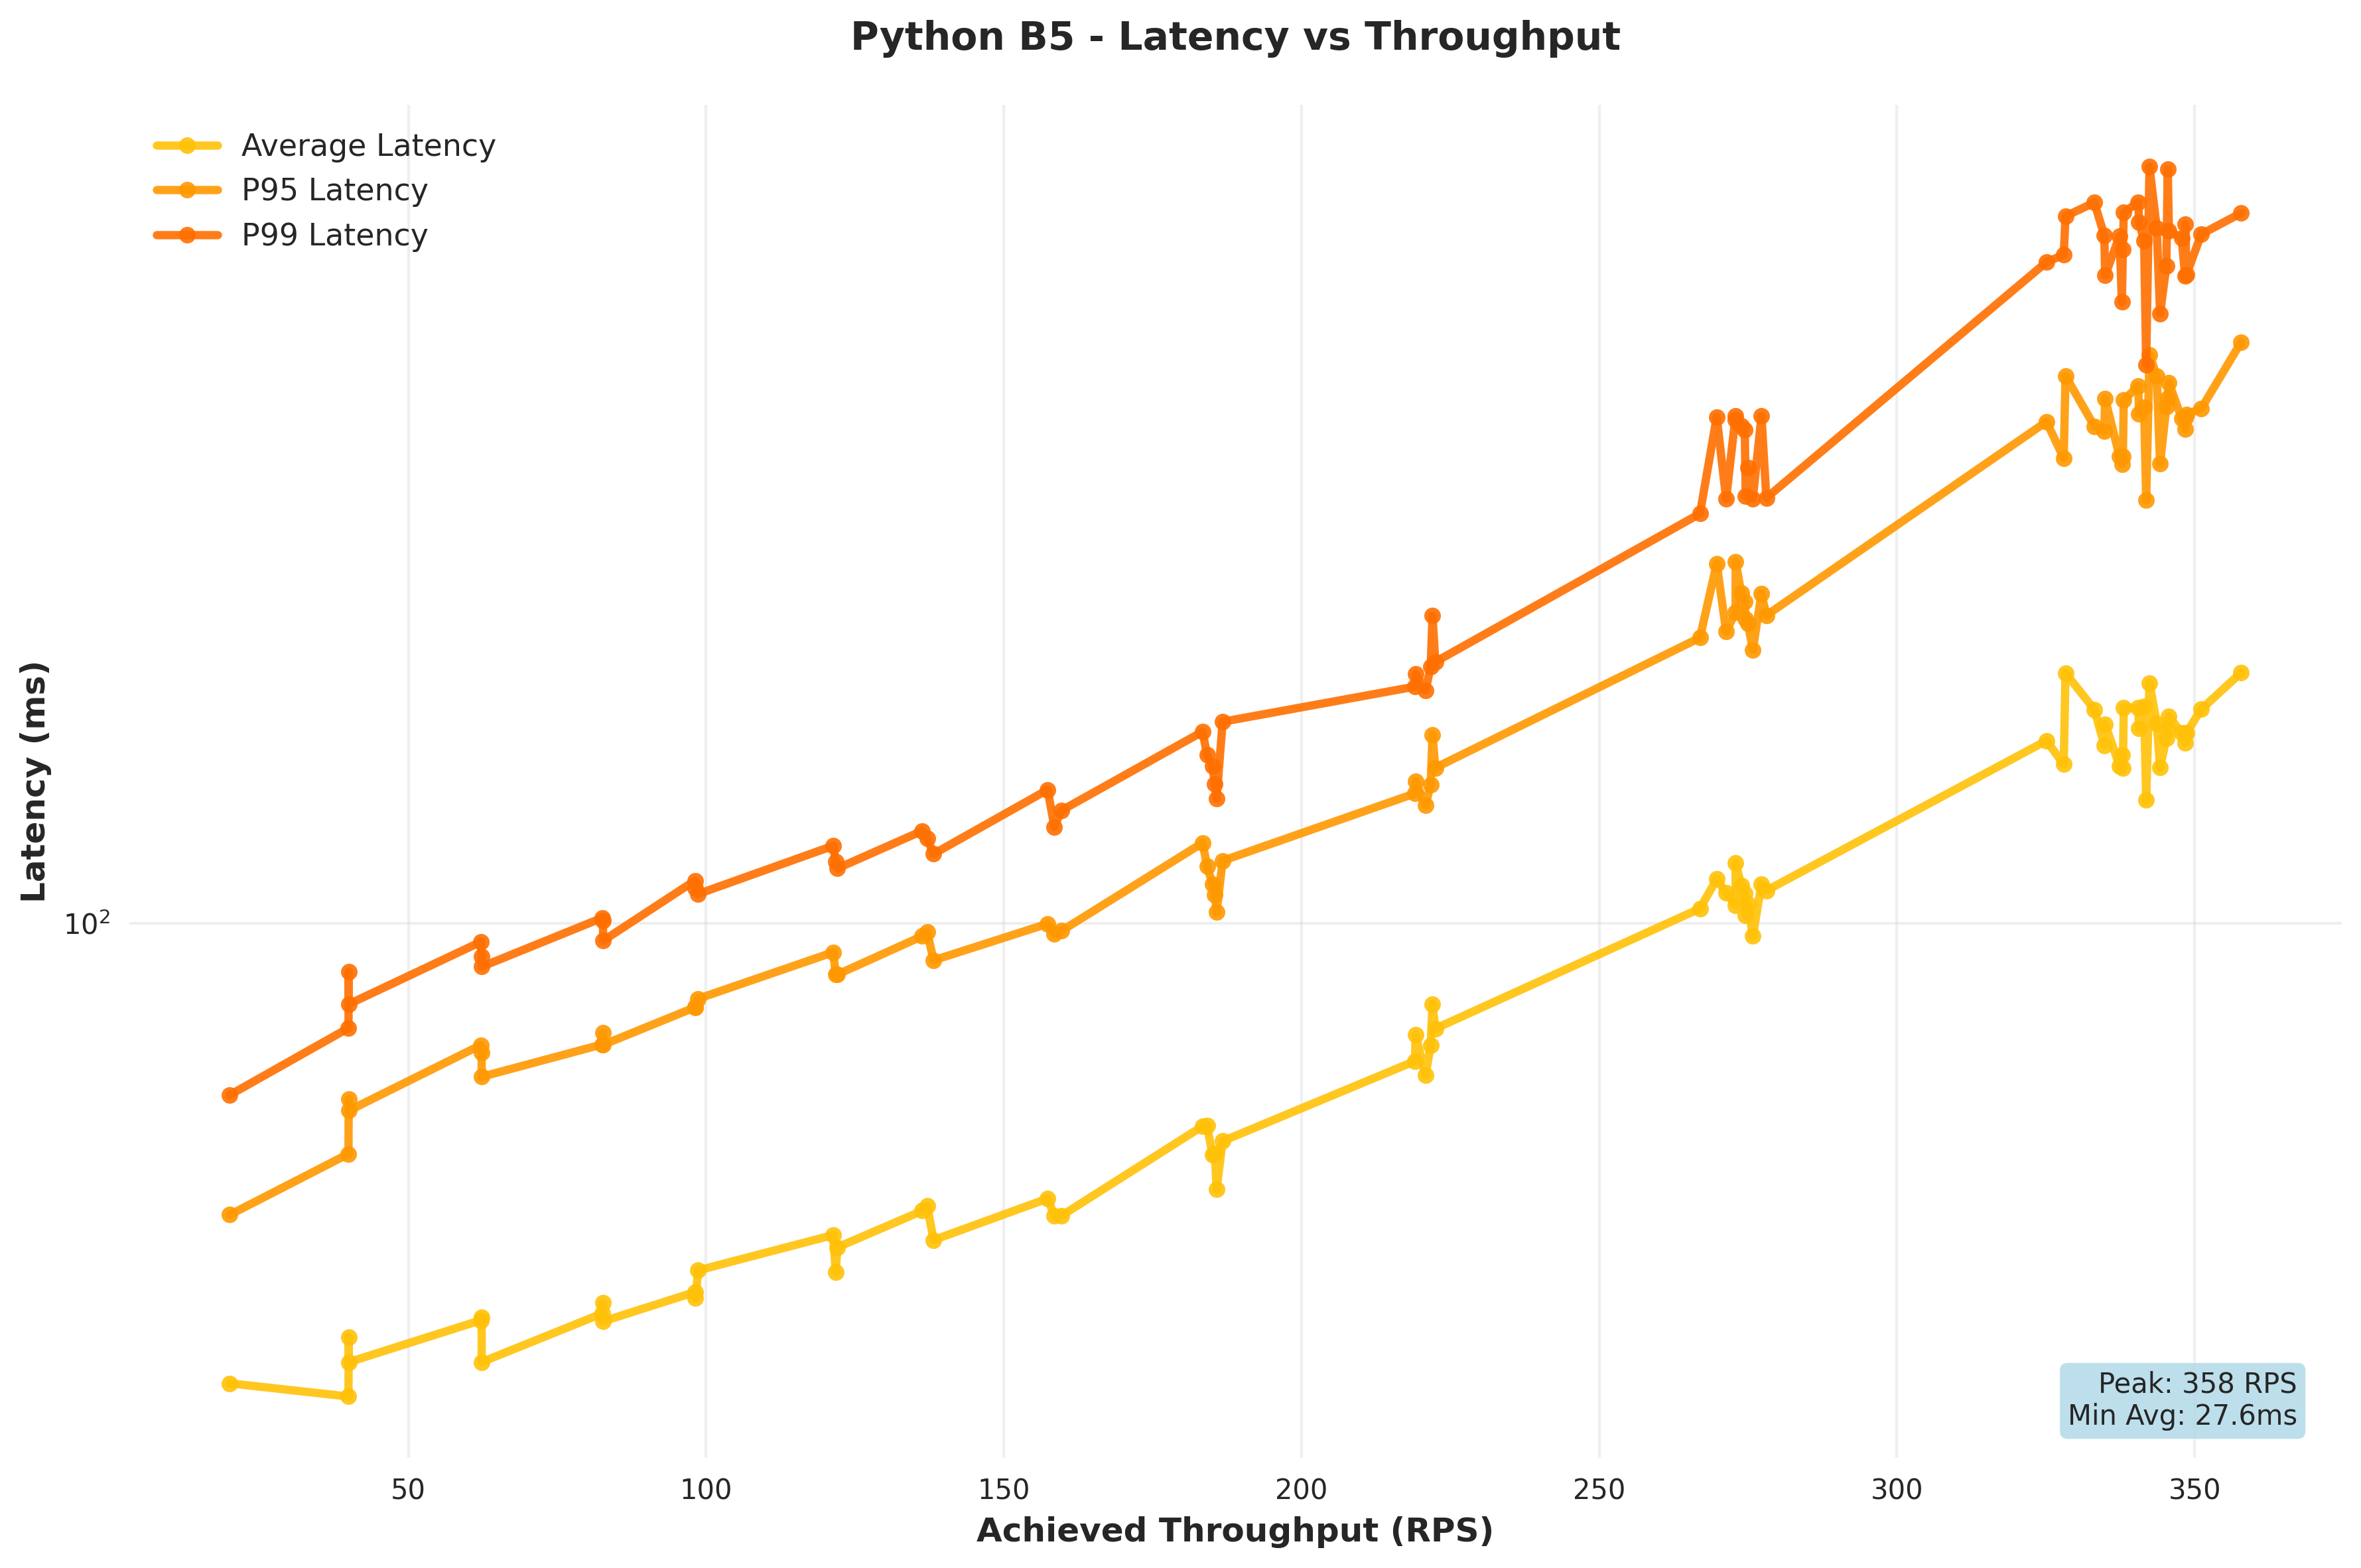 Python B5 - Latency vs Throughput
Average Latency
P95 Latency
P99 Latency
Latency (ms)
10²
Peak: 358 RPS
Min Avg: 27.6ms
50 100 150 200 250 300 350
Achieved Throughput (RPS)